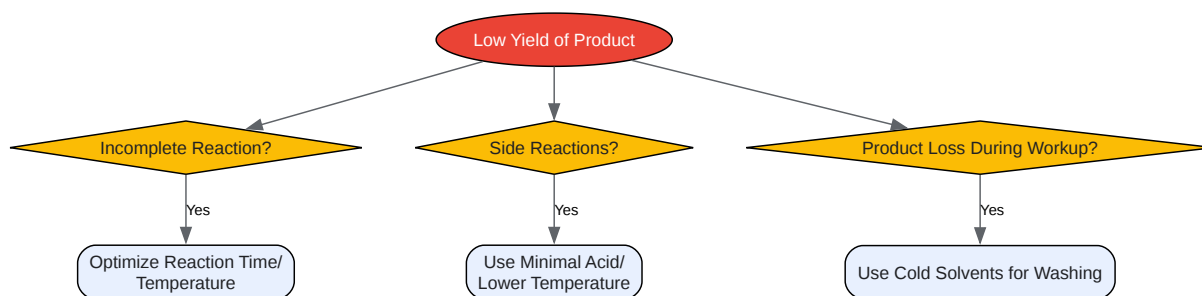 Low Yield of Product
Incomplete Reaction?
Side Reactions?
Product Loss During Workup?
Yes
Yes
Yes
Optimize Reaction Time/
Temperature
Use Minimal Acid/
Lower Temperature
Use Cold Solvents for Washing